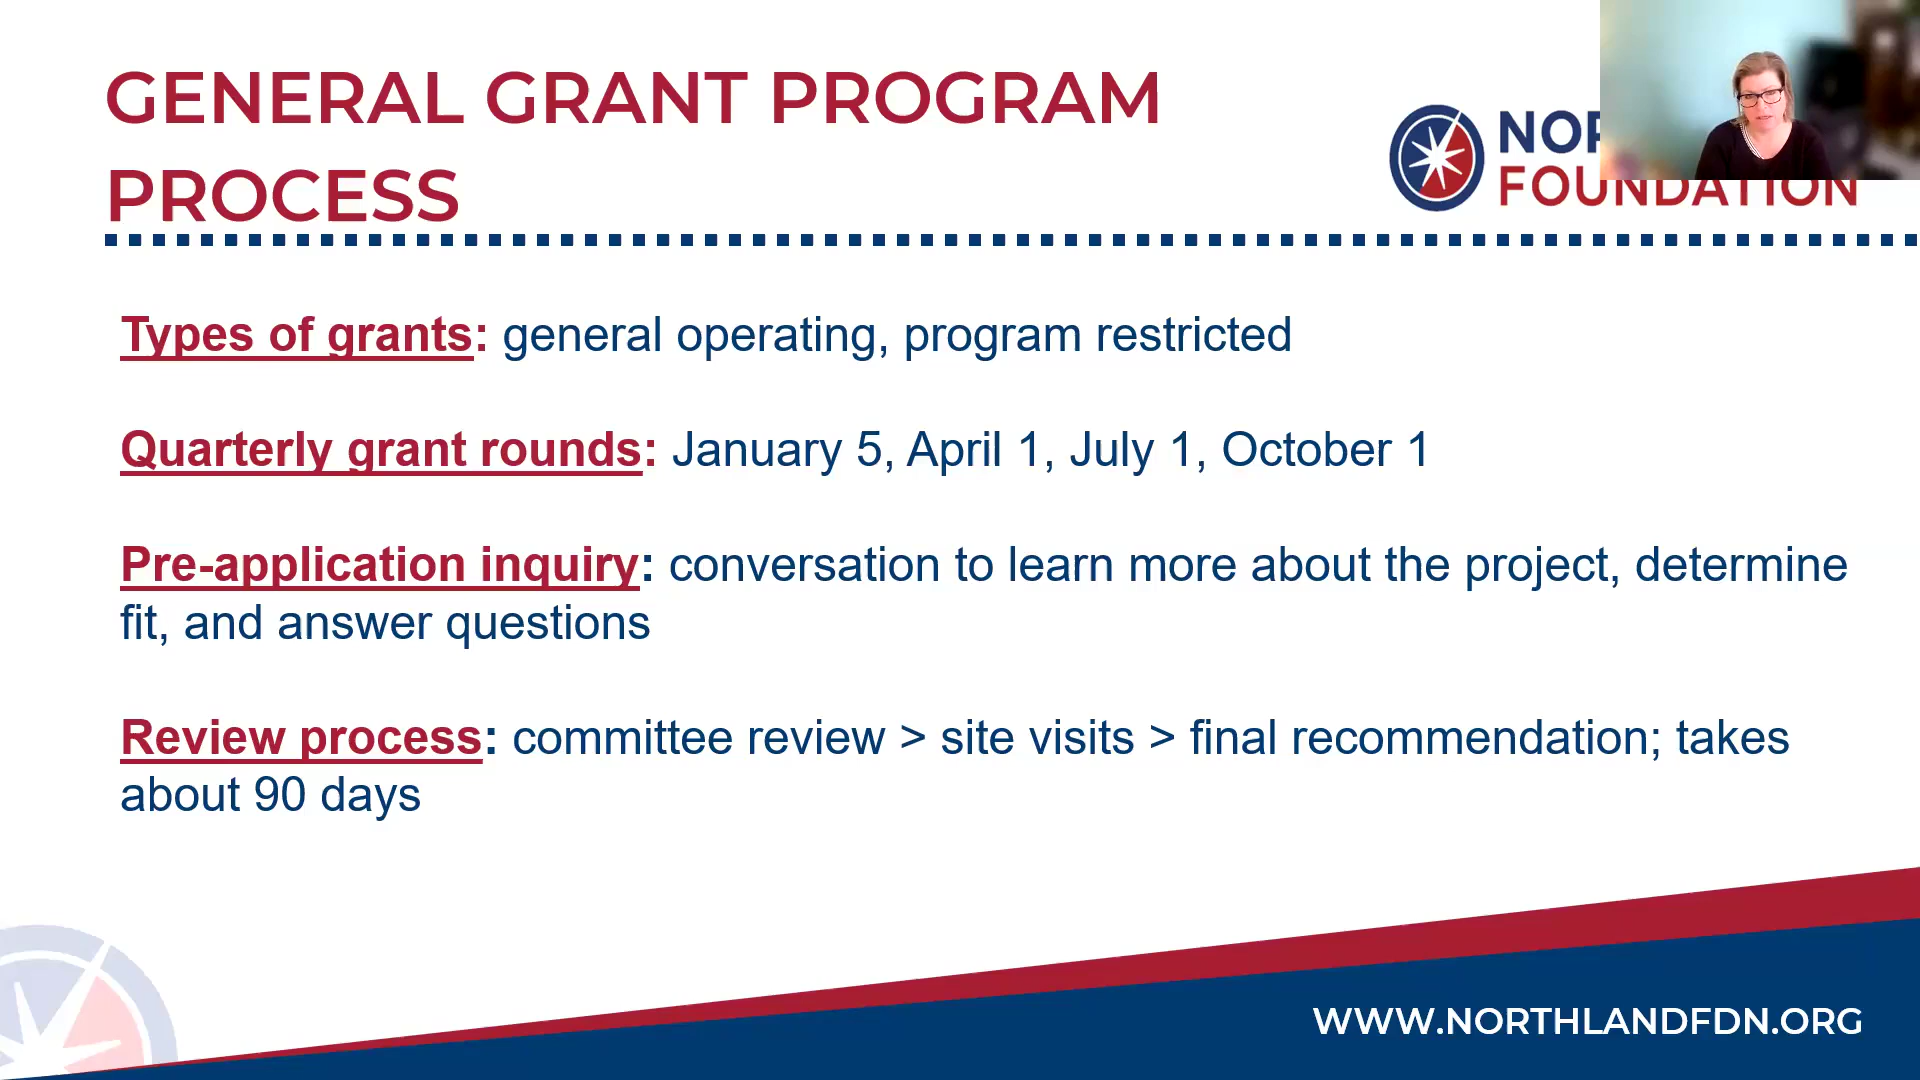 GENERAL GRANT PROGRAM
PROCESS
FOUNDATION
Types of grants: general operating, program restricted
Quarterly grant rounds: January 5, April 1, July 1, October 1
Pre-application inquiry: conversation to learn more about the project, determine
fit, and answer questions
Review process: committee review > site visits > final recommendation; takes
about 90 days
WWW.NORTHLANDFDN.ORG